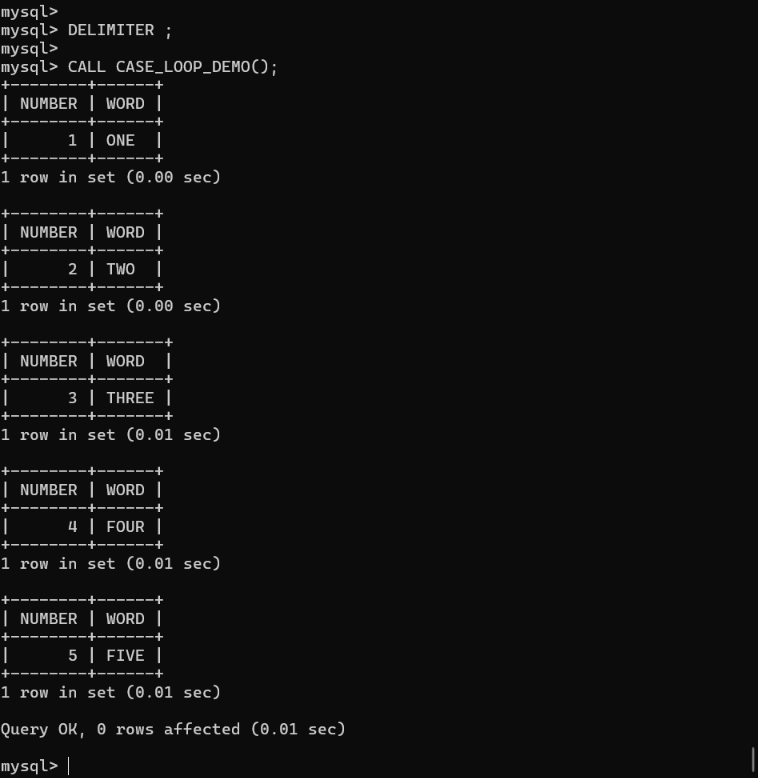 mysql>
mysql> DELIMITER ;
mysql>
mysql> CALL CASE_LOOP_DEMO();
+--------+------+
| NUMBER | WORD |
+--------+------+
|      1 | ONE  |
+--------+------+
1 row in set (0.00 sec)

+--------+------+
| NUMBER | WORD |
+--------+------+
|      2 | TWO  |
+--------+------+
1 row in set (0.00 sec)

+--------+-------+
| NUMBER | WORD  |
+--------+-------+
|      3 | THREE |
+--------+-------+
1 row in set (0.01 sec)

+--------+------+
| NUMBER | WORD |
+--------+------+
|      4 | FOUR |
+--------+------+
1 row in set (0.01 sec)

+--------+------+
| NUMBER | WORD |
+--------+------+
|      5 | FIVE |
+--------+------+
1 row in set (0.01 sec)

Query OK, 0 rows affected (0.01 sec)

mysql>